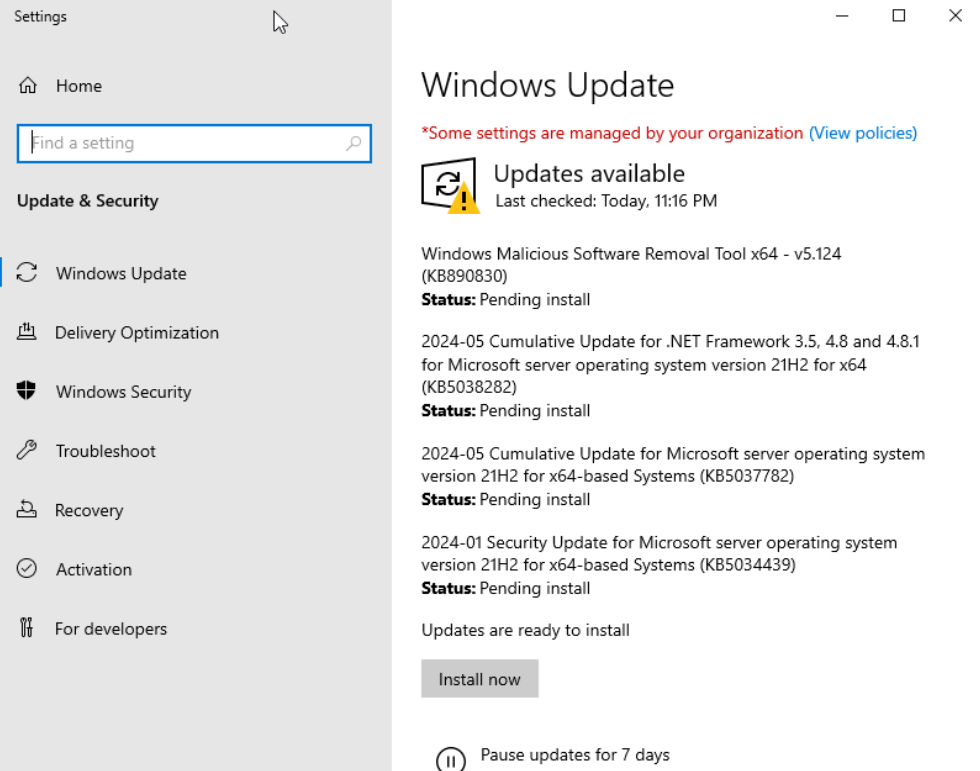 Settings
Home
Find a setting
Update & Security
Windows Update
Delivery Optimization
Windows Security
Troubleshoot
Recovery
Activation
For developers
Windows Update
*Some settings are managed by your organization (View policies)
Updates available
Last checked: Today, 11:16 PM
Windows Malicious Software Removal Tool x64 - v5.124
(KB890830)
Status: Pending install
2024-05 Cumulative Update for .NET Framework 3.5, 4.8 and 4.8.1
for Microsoft server operating system version 21H2 for x64
(KB5038282)
Status: Pending install
2024-05 Cumulative Update for Microsoft server operating system
version 21H2 for x64-based Systems (KB5037782)
Status: Pending install
2024-01 Security Update for Microsoft server operating system
version 21H2 for x64-based Systems (KB5034439)
Status: Pending install
Updates are ready to install
Install now
Pause updates for 7 days